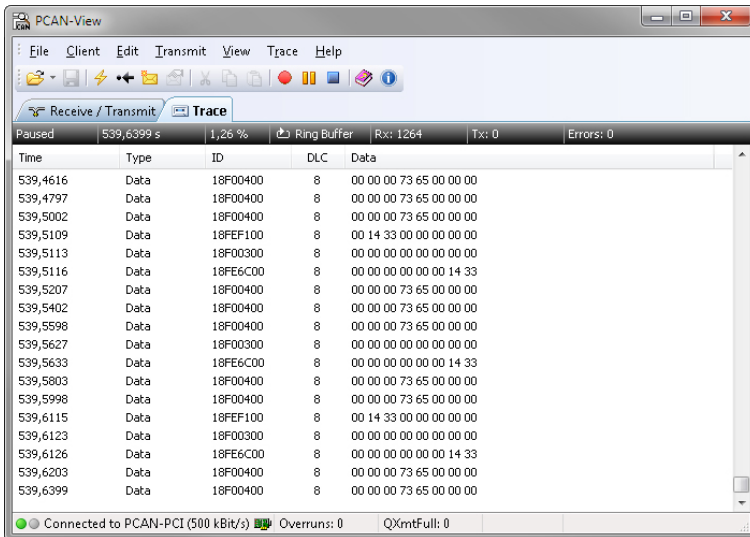 PCAN-View
File Client Edit Transmit View Trace Help
Receive / Transmit Trace
Paused 539,6399 s 1,26 % Ring Buffer Rx: 1264 Tx: 0 Errors: 0
Time Type ID DLC Data
539,4616 Data 18F00400 8 00 00 00 73 65 00 00 00
539,4797 Data 18F00400 8 00 00 00 73 65 00 00 00
539,5002 Data 18F00400 8 00 00 00 73 65 00 00 00
539,5109 Data 18FEF100 8 00 14 33 00 00 00 00 00
539,5113 Data 18F00300 8 00 00 00 00 00 00 00 00
539,5116 Data 18FE6C00 8 00 00 00 00 00 00 14 33
539,5207 Data 18F00400 8 00 00 00 73 65 00 00 00
539,5402 Data 18F00400 8 00 00 00 73 65 00 00 00
539,5598 Data 18F00400 8 00 00 00 73 65 00 00 00
539,5627 Data 18F00300 8 00 00 00 00 00 00 00 00
539,5633 Data 18FE6C00 8 00 00 00 00 00 00 14 33
539,5803 Data 18F00400 8 00 00 00 73 65 00 00 00
539,5998 Data 18F00400 8 00 00 00 73 65 00 00 00
539,6115 Data 18FEF100 8 00 14 33 00 00 00 00 00
539,6123 Data 18F00300 8 00 00 00 00 00 00 00 00
539,6126 Data 18FE6C00 8 00 00 00 00 00 00 14 33
539,6203 Data 18F00400 8 00 00 00 73 65 00 00 00
539,6399 Data 18F00400 8 00 00 00 73 65 00 00 00
Connected to PCAN-PCI (500 kBit/s) Overruns: 0 QXmtFull: 0